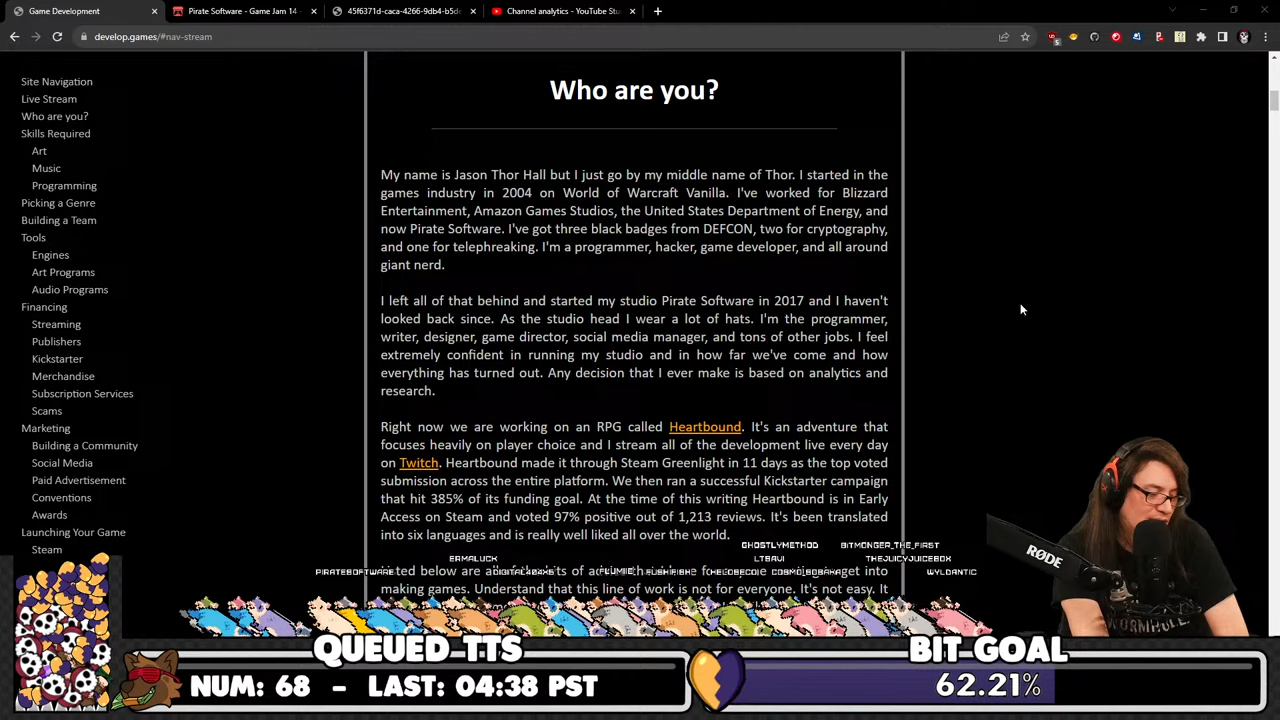 Game Development
Pirate Software - Game Jam 14 -
45f6371d-caca-4266-9db4-b5de
Channel analytics - YouTube Stu
develop.games/#nav-stream
Site Navigation
Live Stream
Who are you?
Skills Required
Art
Music
Programming
Picking a Genre
Building a Team
Tools
Engines
Art Programs
Audio Programs
Financing
Streaming
Publishers
Kickstarter
Merchandise
Subscription Services
Scams
Marketing
Building a Community
Social Media
Paid Advertisement
Conventions
Awards
Launching Your Game
Steam
Who are you?
My name is Jason Thor Hall but I just go by my middle name of Thor. I started in the
games industry in 2004 on World of Warcraft Vanilla. I've worked for Blizzard
Entertainment, Amazon Games Studios, the United States Department of Energy, and
now Pirate Software. I've got three black badges from DEFCON, two for cryptography,
and one for telephreaking. I'm a programmer, hacker, game developer, and all around
giant nerd.
I left all of that behind and started my studio Pirate Software in 2017 and I haven't
looked back since. As the studio head I wear a lot of hats. I'm the programmer,
writer, designer, game director, social media manager, and tons of other jobs. I feel
extremely confident in running my studio and in how far we've come and how
everything has turned out. Any decision that I ever make is based on analytics and
research.
Right now we are working on an RPG called Heartbound. It's an adventure that
focuses heavily on player choice and I stream all of the development live every day
on Twitch. Heartbound made it through Steam Greenlight in 11 days as the top voted
submission across the entire platform. We then ran a successful Kickstarter campaign
that hit 385% of its funding goal. At the time of this writing Heartbound is in Early
Access on Steam and voted 97% positive out of 1,213 reviews. It's been translated
into six languages and is really well liked all over the world.
GHOSTLYMETHOD BITMONGER_THE_FIRST
ERMALUCK LTSAVI THEJUICYJUICEBOX
PIRATESOFTWARE WYLDANTIC
below are all of
making games. Understand that this line of work is not for everyone. It's not easy. It
RØDE
WORMHOLE
QUEUED TTS
BIT GOAL
NUM: 68 - LAST: 04:38 PST
62.21%